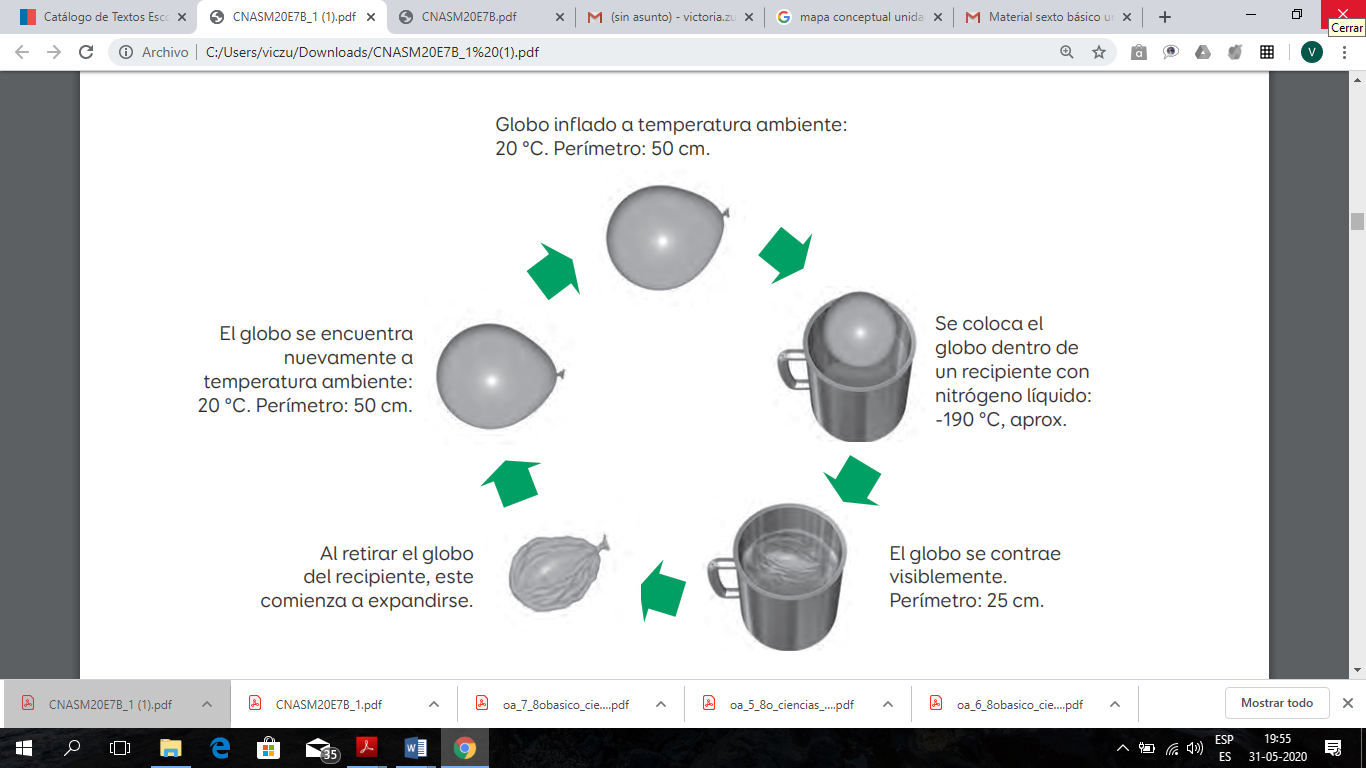 Catálogo de Textos Esco
CNASM20E7B_1 (1).pdf
CNASM20E7B.pdf
(sin asunto) - victoria.zu
mapa conceptual unida
Material sexto básico u
Cerrar
Archivo
C:/Users/viczu/Downloads/CNASM20E7B_1%20(1).pdf
V
Globo inflado a temperatura ambiente:
20 °C. Perímetro: 50 cm.
Se coloca el
globo dentro de
un recipiente con
nitrógeno líquido:
-190 °C, aprox.
El globo se contrae
visiblemente.
Perímetro: 25 cm.
Al retirar el globo
del recipiente, este
comienza a expandirse.
El globo se encuentra
nuevamente a
temperatura ambiente:
20 °C. Perímetro: 50 cm.
CNASM20E7B_1 (1).pdf
CNASM20E7B_1.pdf
oa_7_8obasico_cie....pdf
oa_5_8o_ciencias_....pdf
oa_6_8obasico_cie....pdf
Mostrar todo
35
ESP
ES
19:55
31-05-2020